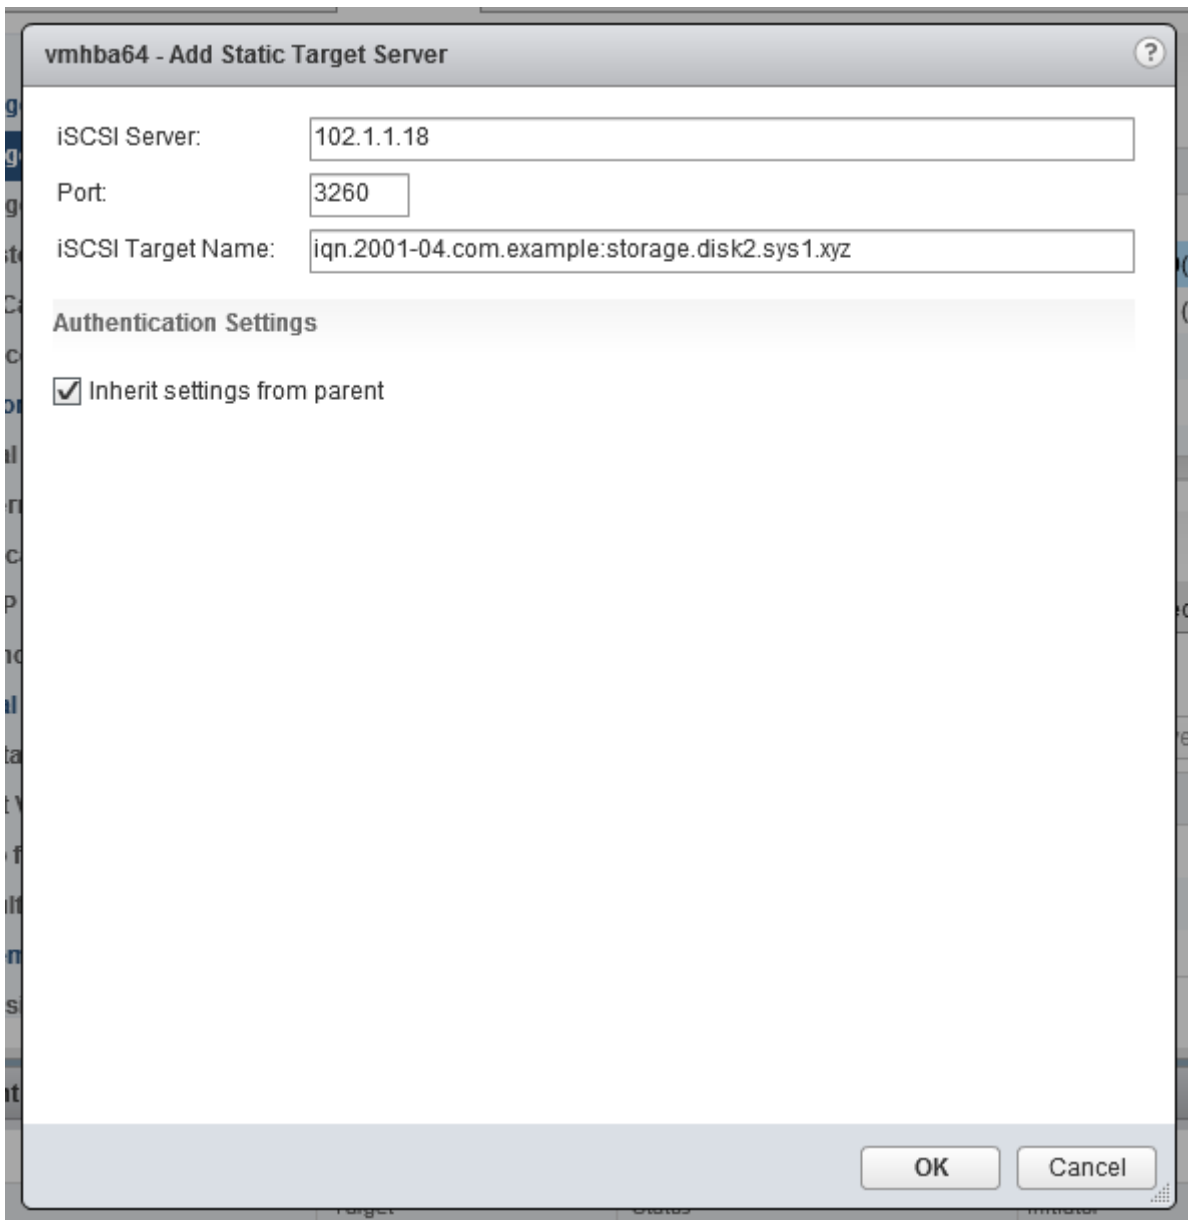 vmhba64 - Add Static Target Server ?
iSCSI Server: 102.1.1.18
Port: 3260
iSCSI Target Name: iqn.2001-04.com.example:storage.disk2.sys1.xyz
Authentication Settings
Inherit settings from parent
OK Cancel